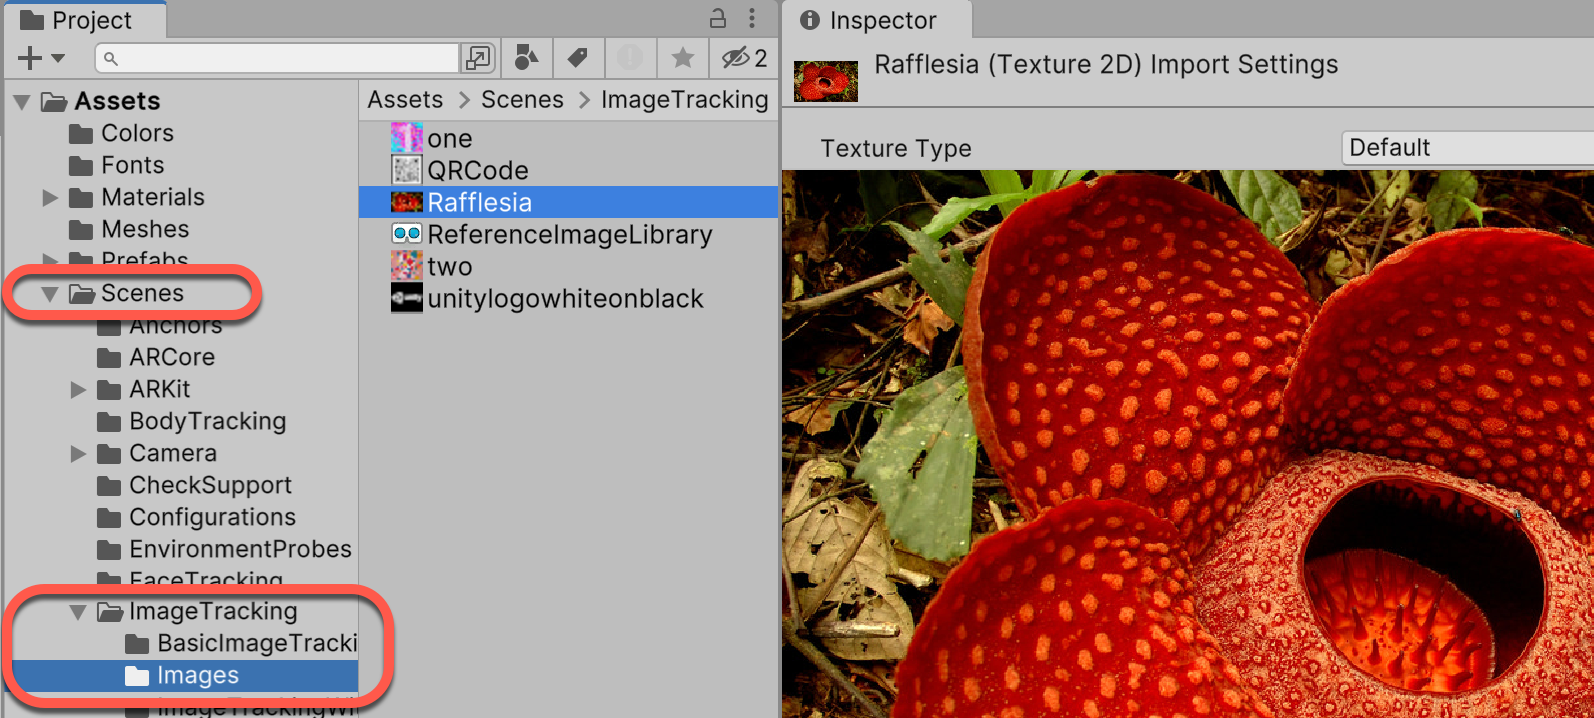 Project
2
Assets
Colors
Fonts
Materials
Meshes
Prefabs
Scenes
Anchors
ARCore
ARKit
BodyTracking
Camera
CheckSupport
Configurations
EnvironmentProbes
FaceTracking
ImageTracking
BasicImageTracki
Images
ImageTrackingWi
Assets > Scenes > ImageTracking
one
QRCode
Rafflesia
ReferenceImageLibrary
two
unitylogowhiteonblack
Inspector
Rafflesia (Texture 2D) Import Settings
Texture Type Default